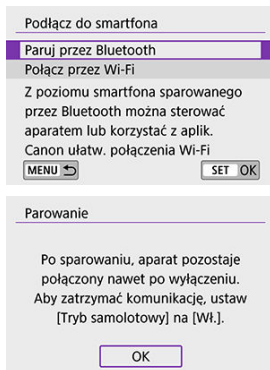 Podłącz do smartfona
Paruj przez Bluetooth
Połącz przez Wi-Fi
Z poziomu smartfona sparowanego
przez Bluetooth można sterować
aparatem lub korzystać z aplik.
Canon ułatw. połączenia Wi-Fi
MENU SET OK
Parowanie
Po sparowaniu, aparat pozostaje
połączony nawet po wyłączeniu.
Aby zatrzymać komunikację, ustaw
[Tryb samolotowy] na [Wł.].
OK